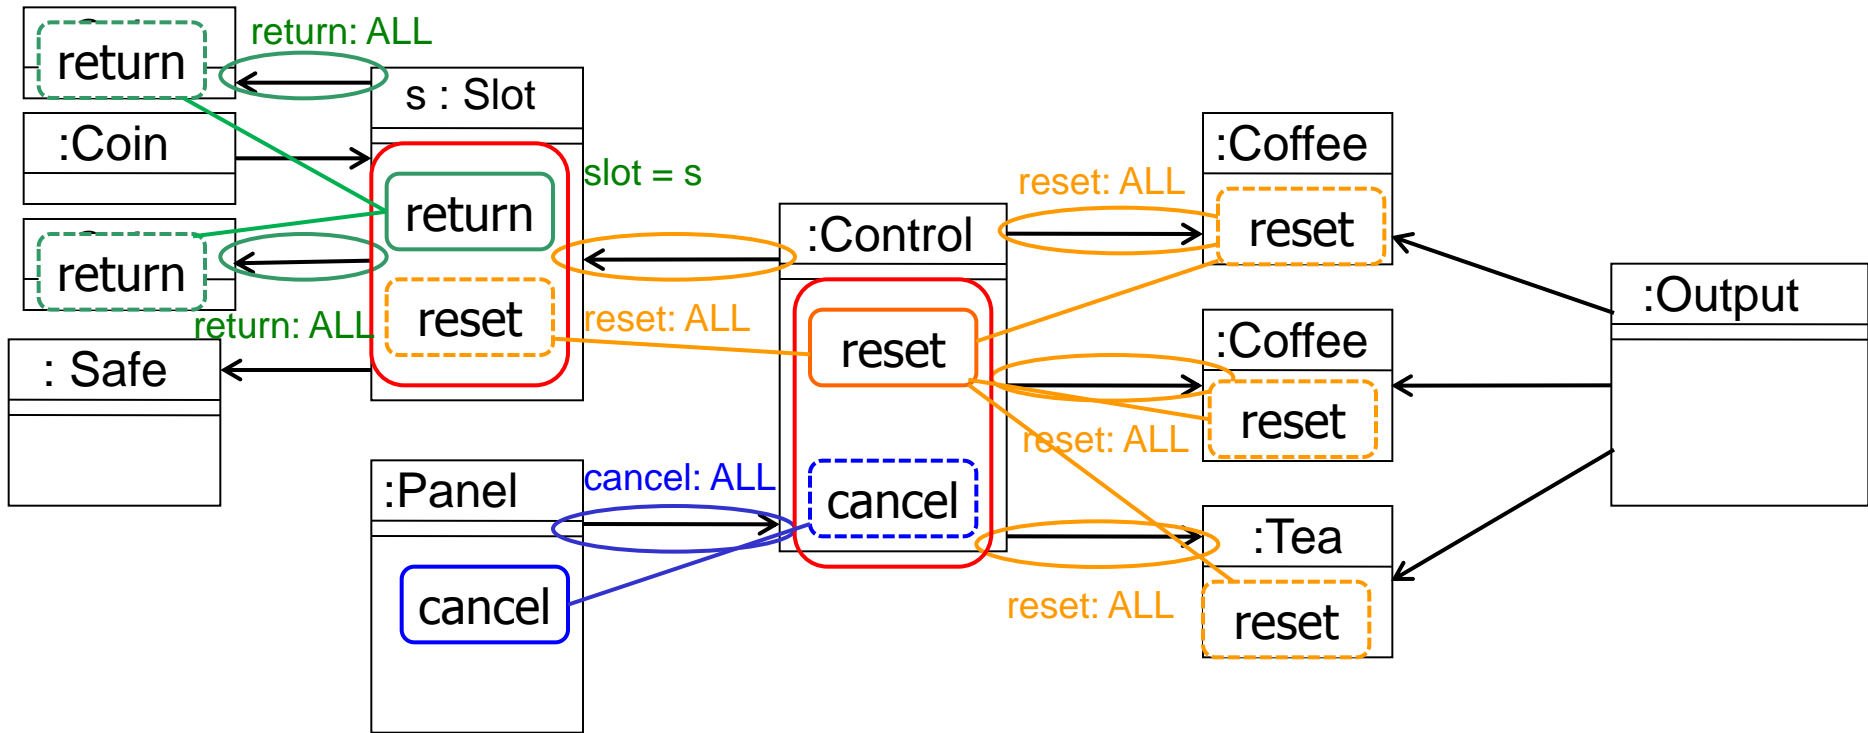 return
return: ALL
s : Slot
:Coin
return
slot = s
return
reset
return: ALL
reset: ALL
: Safe
:Panel
cancel: ALL
cancel
:Control
reset
cancel
reset: ALL
:Coffee
reset
:Coffee
reset
reset: ALL
:Tea
reset
reset: ALL
:Output